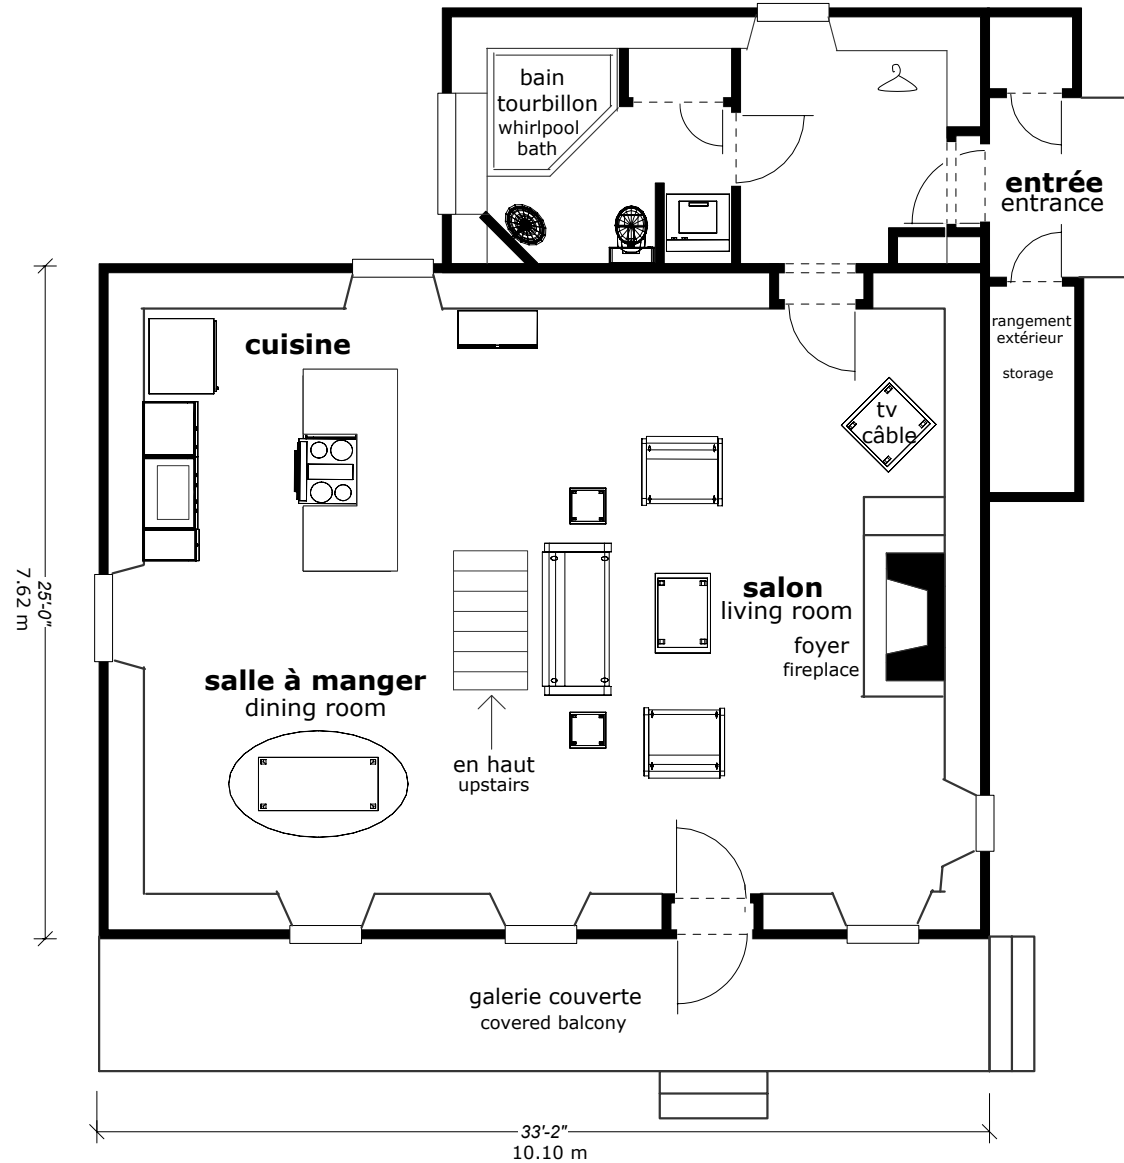 bain
tourbillon
whirlpool
bath
entrée
entrance
rangement
extérieur
storage
cuisine
tv
câble
25'-0"
7.62 m
salon
living room
foyer
fireplace
salle à manger
dining room
en haut
upstairs
galerie couverte
covered balcony
33'-2"
10.10 m